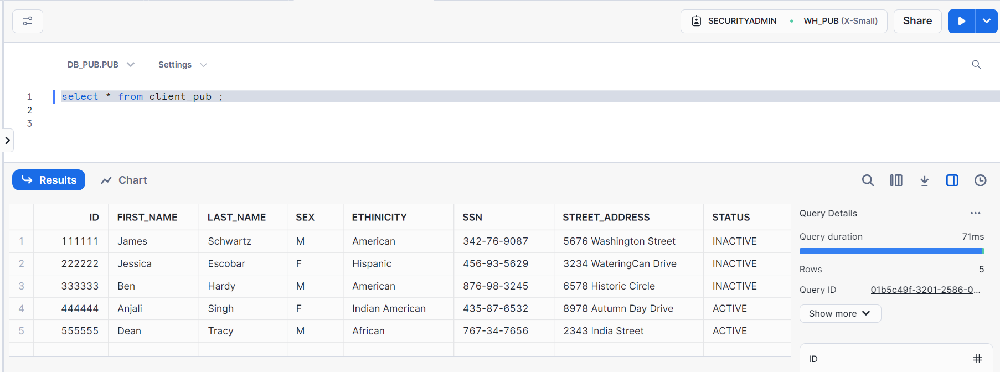 SECURITYADMIN WH_PUB (X-Small) Share
DB_PUB.PUB Settings
1 select * from client_pub ;
2
3
Results Chart
ID FIRST_NAME LAST_NAME SEX ETHINICITY SSN STREET_ADDRESS STATUS
1 111111 James Schwartz M American 342-76-9087 5676 Washington Street INACTIVE
2 222222 Jessica Escobar F Hispanic 456-93-5629 3234 WateringCan Drive INACTIVE
3 333333 Ben Hardy M American 876-98-3245 6578 Historic Circle INACTIVE
4 444444 Anjali Singh F Indian American 435-87-6532 8978 Autumn Day Drive ACTIVE
5 555555 Dean Tracy M African 767-34-7656 2343 India Street ACTIVE
Query Details ...
Query duration 71ms
Rows 5
Query ID 01b5c49f-3201-2586-0...
Show more
ID #